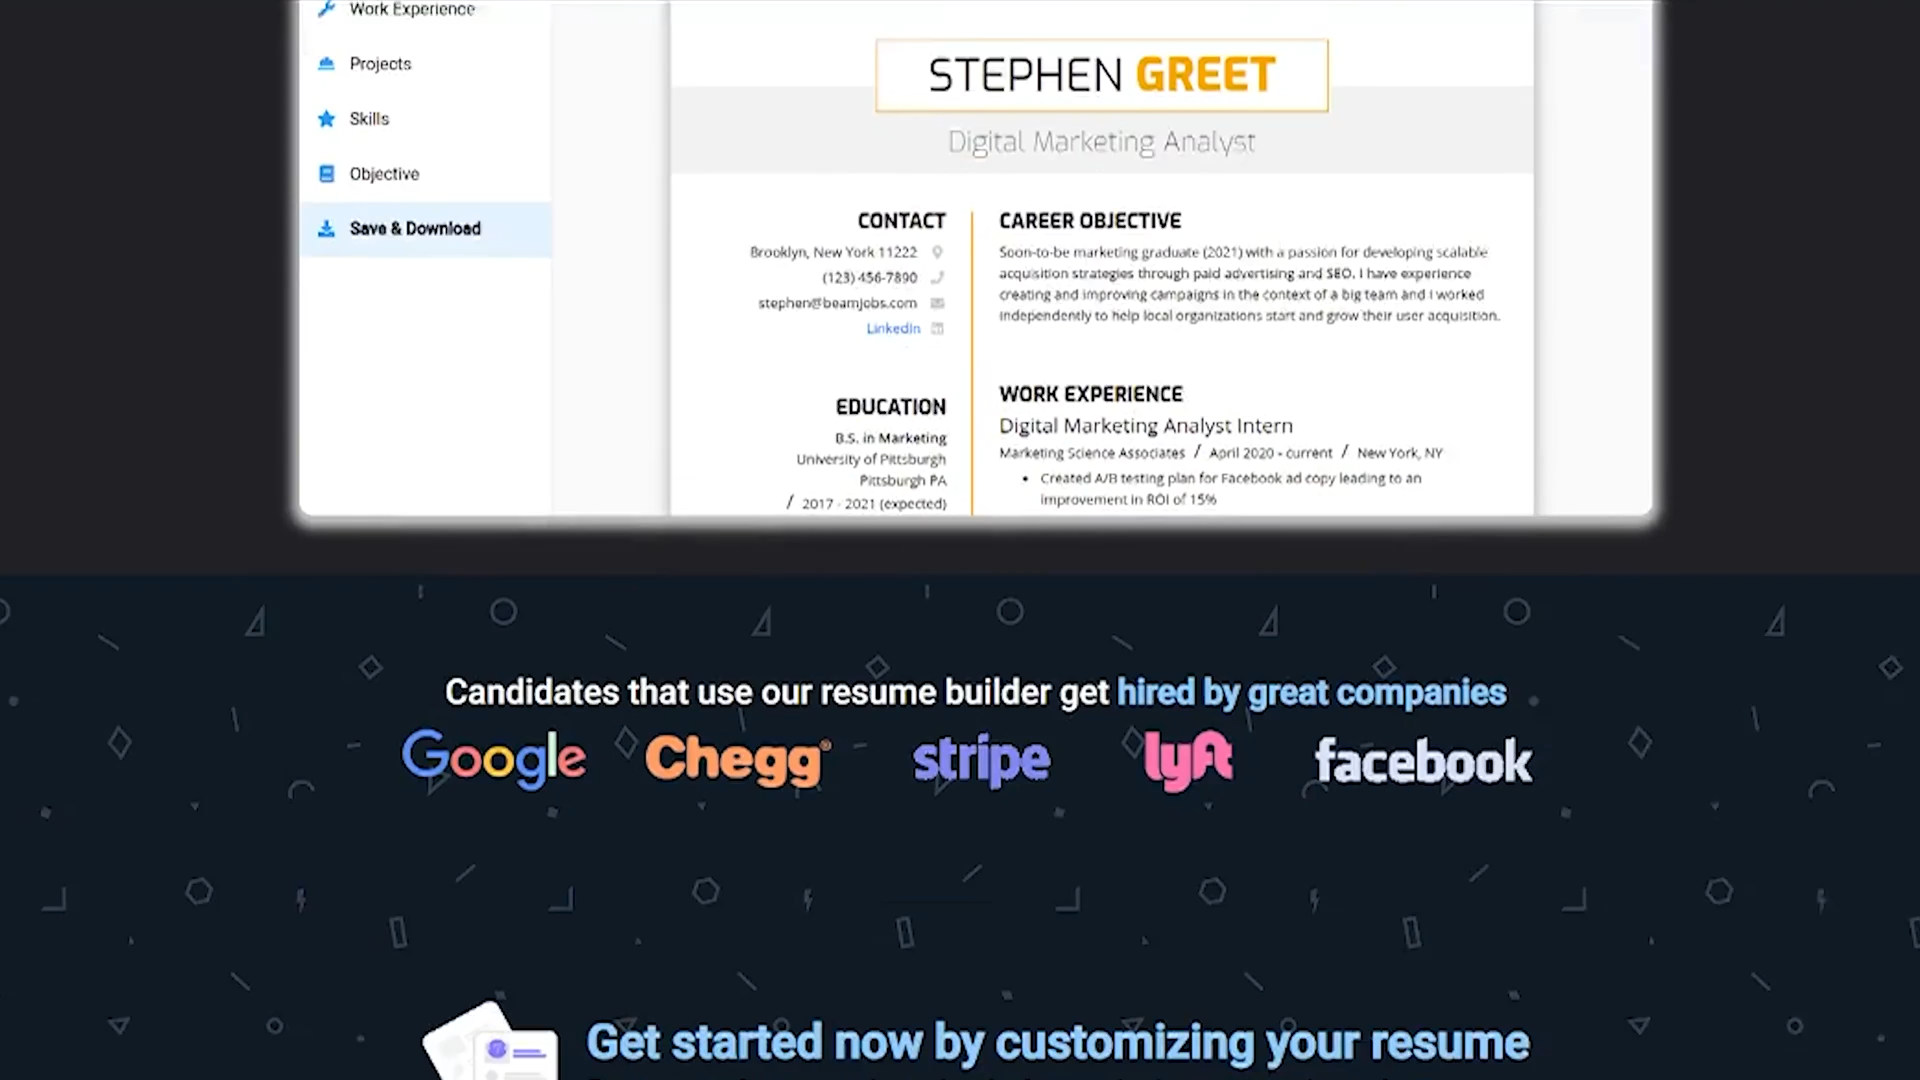 Work Experience
Projects
Skills
Objective
Save & Download
STEPHEN GREET
Digital Marketing Analyst
CONTACT
Brooklyn, New York 11222
(123) 456-7890
stephen@beamjobs.com
LinkedIn
EDUCATION
B.S. in Marketing
University of Pittsburgh
Pittsburgh PA
/ 2017 - 2021 (expected)
CAREER OBJECTIVE
Soon-to-be marketing graduate (2021) with a passion for developing scalable
acquisition strategies through paid advertising and SEO. I have experience
creating and improving campaigns in the context of a big team and I worked
independently to help local organizations start and grow their user acquisition.
WORK EXPERIENCE
Digital Marketing Analyst Intern
Marketing Science Associates / April 2020 - current / New York, NY
• Created A/B testing plan for Facebook ad copy leading to an
improvement in ROI of 15%
Candidates that use our resume builder get hired by great companies
Google Chegg® stripe lyft facebook
Get started now by customizing your resume